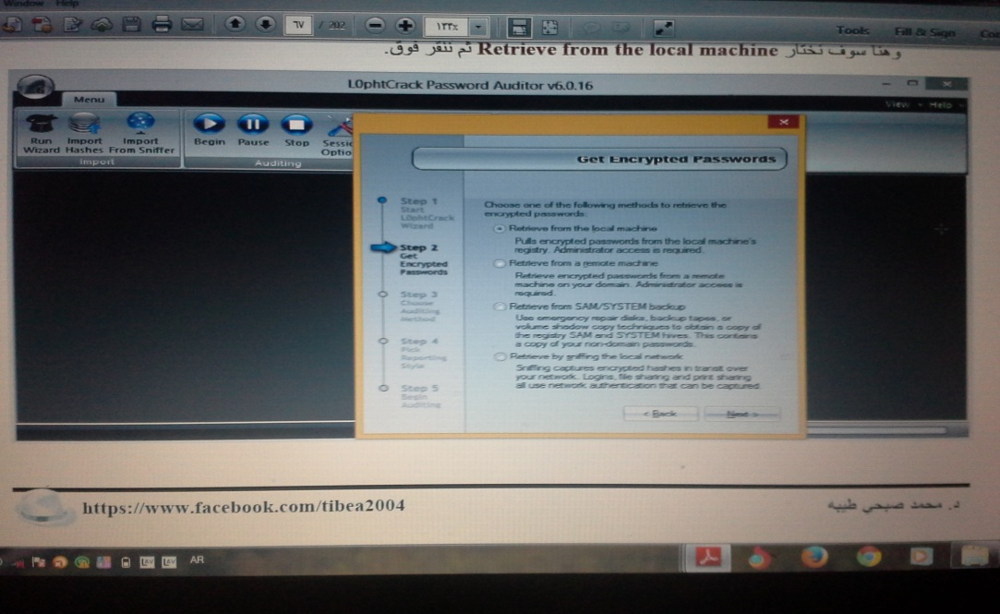 Window Help
٦٧ / 202
١٣٣%
Tools Fill & Sign
وهنا سوف نختار Retrieve from the local machine ثم ننقر فوق.
L0phtCrack Password Auditor v6.0.16
Menu
View Help
Run Wizard
Import Hashes
Import From Sniffer
Begin
Pause
Stop
Import
Auditing
Get Encrypted Passwords
Step 1
Start
L0phtCrack
Wizard
Step 2
Get
Encrypted
Passwords
Step 3
Choose
Auditing
Method
Step 4
Pick
Reporting
Style
Step 5
Begin
Auditing
Choose one of the following methods to retrieve the
encrypted passwords:
Retrieve from the local machine
Pulls encrypted passwords from the local machine's
registry. Administrator access is required.
Retrieve from a remote machine
Retrieve encrypted passwords from a remote
machine on your domain. Administrator access is
required.
Retrieve from SAM/SYSTEM backup
Use emergency repair disks, backup tapes, or
volume shadow copy techniques to obtain a copy of
the registry SAM and SYSTEM hives. This contains
a copy of your non-domain passwords.
Retrieve by sniffing the local network
Sniffing captures encrypted hashes in transit over
your network. Logins, file sharing and print sharing
all use network authentication that can be captured.
< Back
Next >
https://www.facebook.com/tibea2004
د. محمد صبحي طيبه
AR